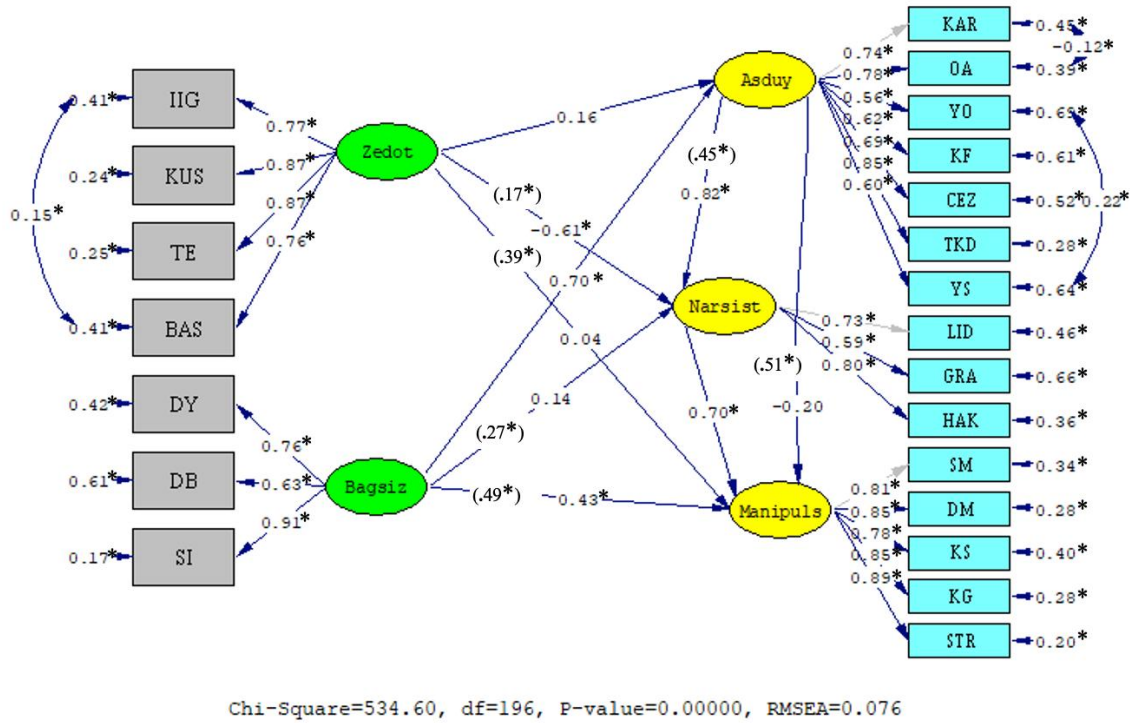 KAR
0.45*
-0.12*
0.74*
OA
0.39*
0.78*
0.41*
IIG
Asduy
0.56*
YO
0.69*
0.77*
0.16
0.62*
Zedot
(.45*)
0.69*
KF
0.61*
0.24*
KUS
0.87*
0.85*
(.17*)
0.82*
0.60*
CEZ
0.52*
0.22*
0.15*
0.87*
-0.61*
0.25*
TE
0.76*
(.39*)
TKD
0.28*
0.70*
YS
0.64*
Narsist
0.41*
BAS
0.73*
LID
0.46*
0.04
0.59*
(.51*)
0.80*
GRA
0.66*
0.42*
DY
0.14
0.70*
-0.20
HAK
0.36*
(.27*)
0.76*
SM
0.34*
0.61*
DB
0.63*
Bagsiz
(.49*)
0.43*
0.81*
Manipuls
0.85*
DM
0.28*
0.91*
0.78*
0.17*
SI
0.85*
KS
0.40*
0.89*
KG
0.28*
STR
0.20*
Chi-Square=534.60, df=196, P-value=0.00000, RMSEA=0.076